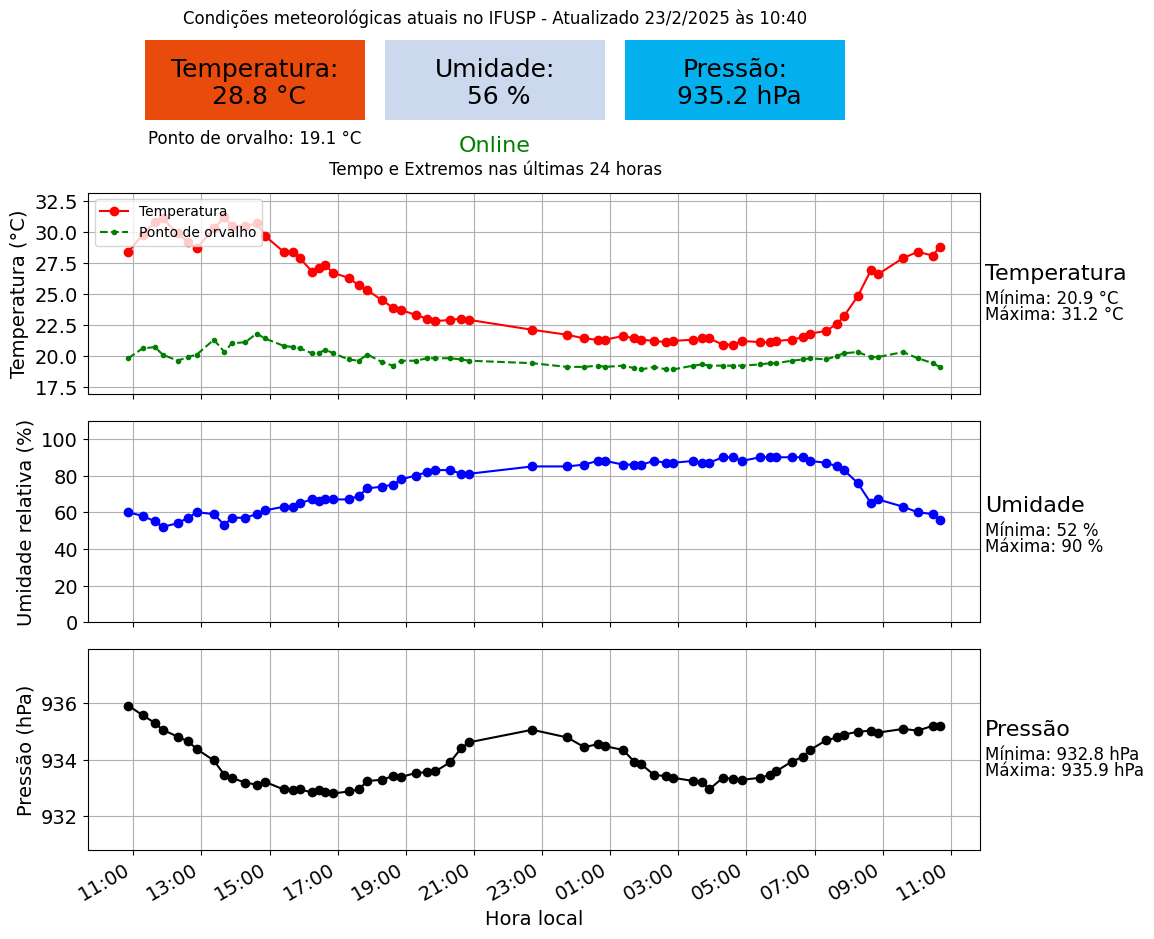 Condições meteorológicas atuais no IFUSP - Atualizado 23/2/2025 às 10:40
Temperatura:
28.8 °C
Umidade:
56 %
Pressão:
935.2 hPa
Ponto de orvalho: 19.1 °C
Online
Tempo e Extremos nas últimas 24 horas
Temperatura (°C)
32.5
30.0
27.5
25.0
22.5
20.0
17.5
Temperatura
Ponto de orvalho
Temperatura
Mínima: 20.9 °C
Máxima: 31.2 °C
Umidade relativa (%)
100
80
60
40
20
0
Umidade
Mínima: 52 %
Máxima: 90 %
Pressão (hPa)
936
934
932
Pressão
Mínima: 932.8 hPa
Máxima: 935.9 hPa
11:00
13:00
15:00
17:00
19:00
21:00
23:00
01:00
03:00
05:00
07:00
09:00
11:00
Hora local